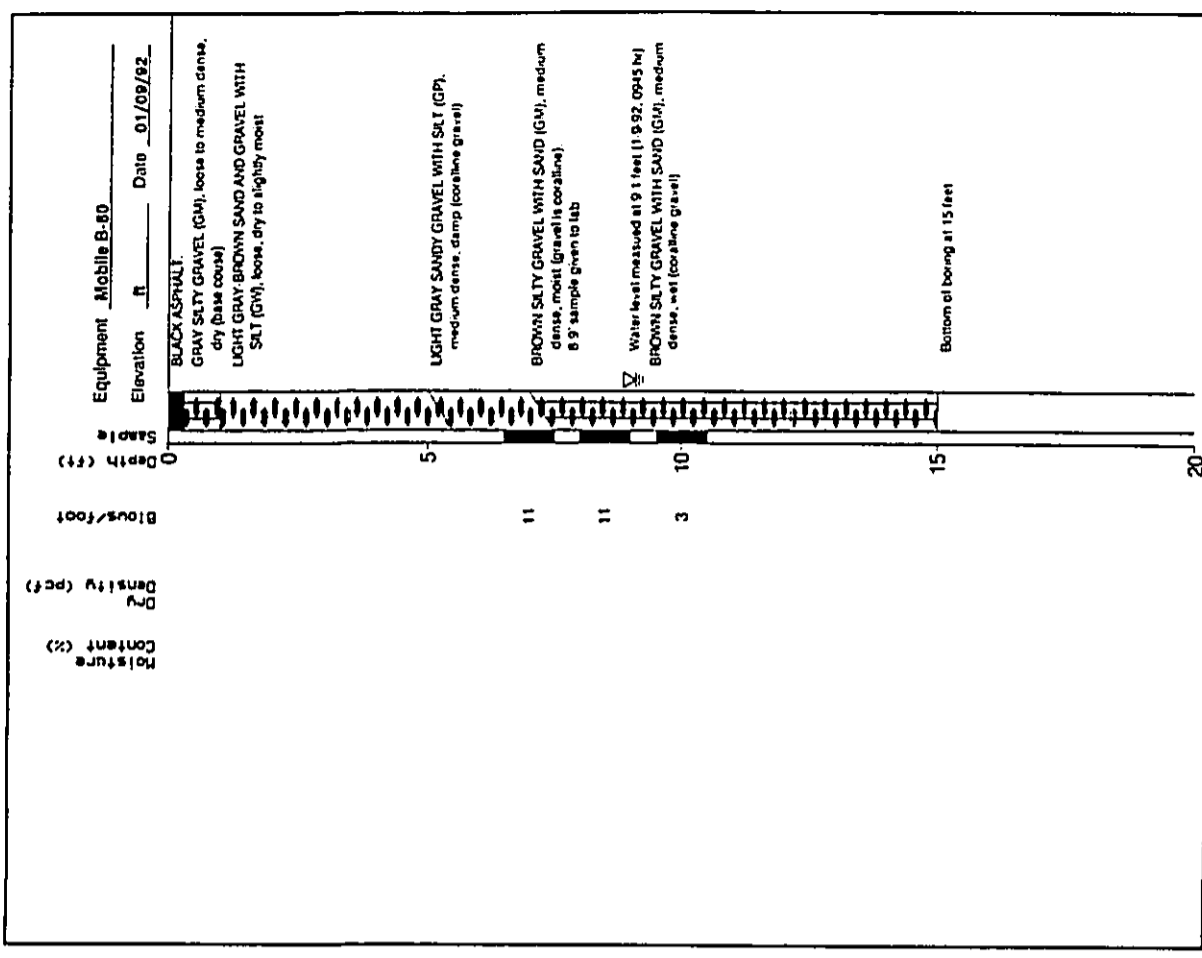 Equipment Mobile B-80
Elevation ft Date 01/09/92
Moisture
Content (%)
Dry
Density (pcf)
Blows/foot
Depth (ft)
Sample
0
BLACK ASPHALT.
GRAY SILTY GRAVEL (GM), loose to medium dense,
dry (base couse)
LIGHT GRAY-BROWN SAND AND GRAVEL WITH
SILT (GW), loose, dry to slightly moist
5
LIGHT GRAY SANDY GRAVEL WITH SILT (GP),
medium dense, damp (coralline gravel)
11
BROWN SILTY GRAVEL WITH SAND (GM), medium
dense, moist (gravel is coralline).
8 9' sample given to lab
11
Water level measued at 9 1 feet (1-9-92, 0945 hr)
BROWN SILTY GRAVEL WITH SAND (GM), medium
dense, wet (coralline gravel)
3
10
15
Bottom of boring at 15 feet
20